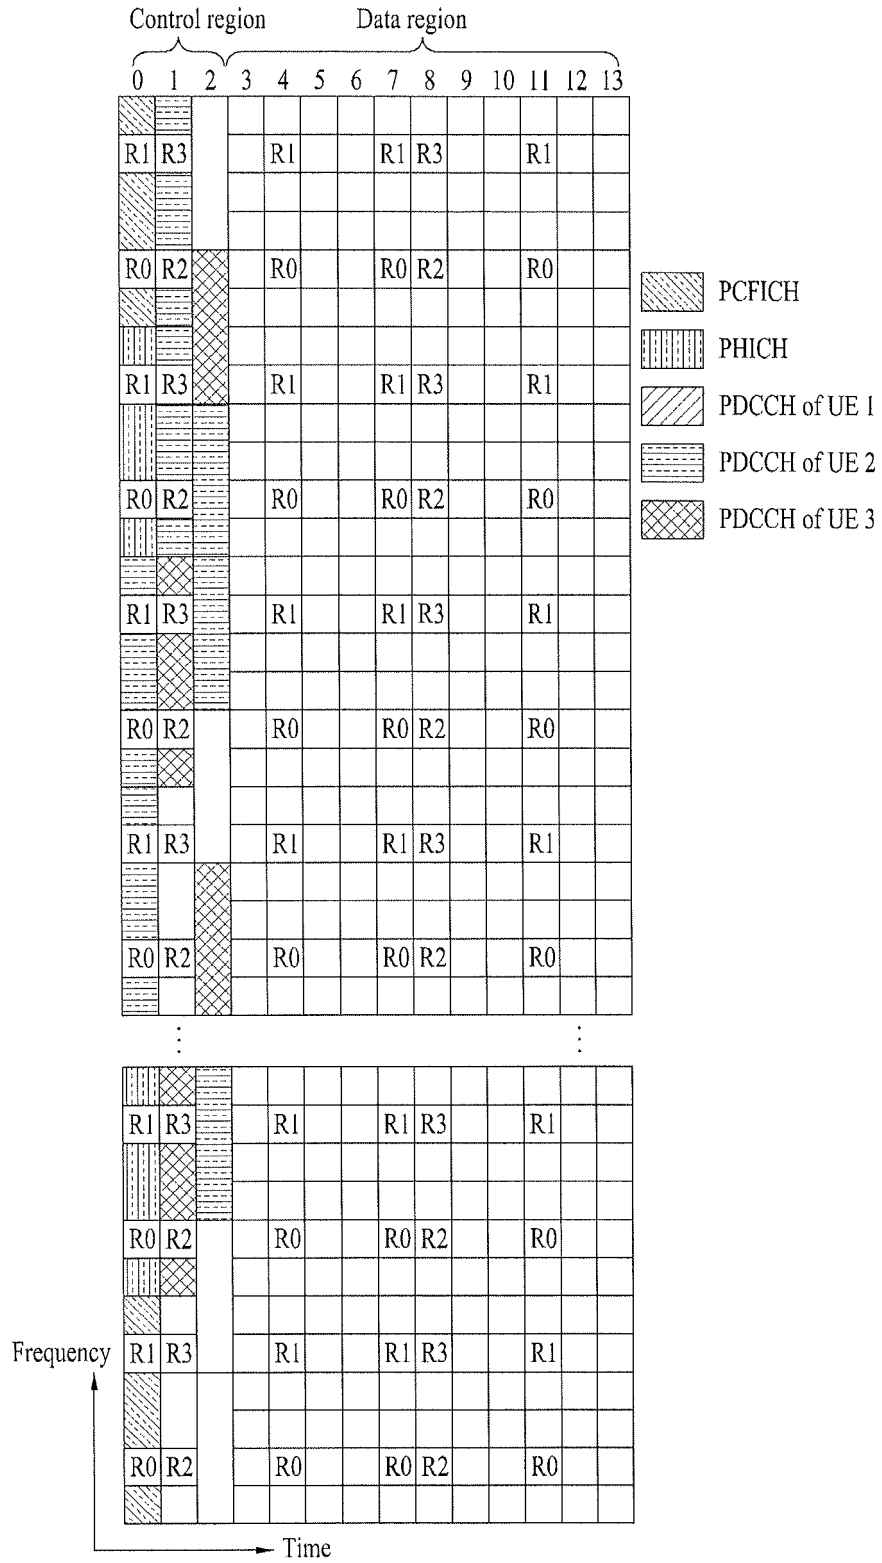 Control region Data region
0 1 2 3 4 5 6 7 8 9 10 11 12 13
R1 R3 R1 R1 R3 R1
R0 R2 R0 R0 R2 R0
PCFICH
PHICH
R1 R3 R1 R1 R3 R1
PDCCH of UE 1
PDCCH of UE 2
R0 R2 R0 R0 R2 R0
PDCCH of UE 3
R1 R3 R1 R1 R3 R1
R0 R2 R0 R0 R2 R0
R1 R3 R1 R1 R3 R1
R0 R2 R0 R0 R2 R0
R1 R3 R1 R1 R3 R1
R0 R2 R0 R0 R2 R0
Frequency R1 R3 R1 R1 R3 R1
R0 R2 R0 R0 R2 R0
Time